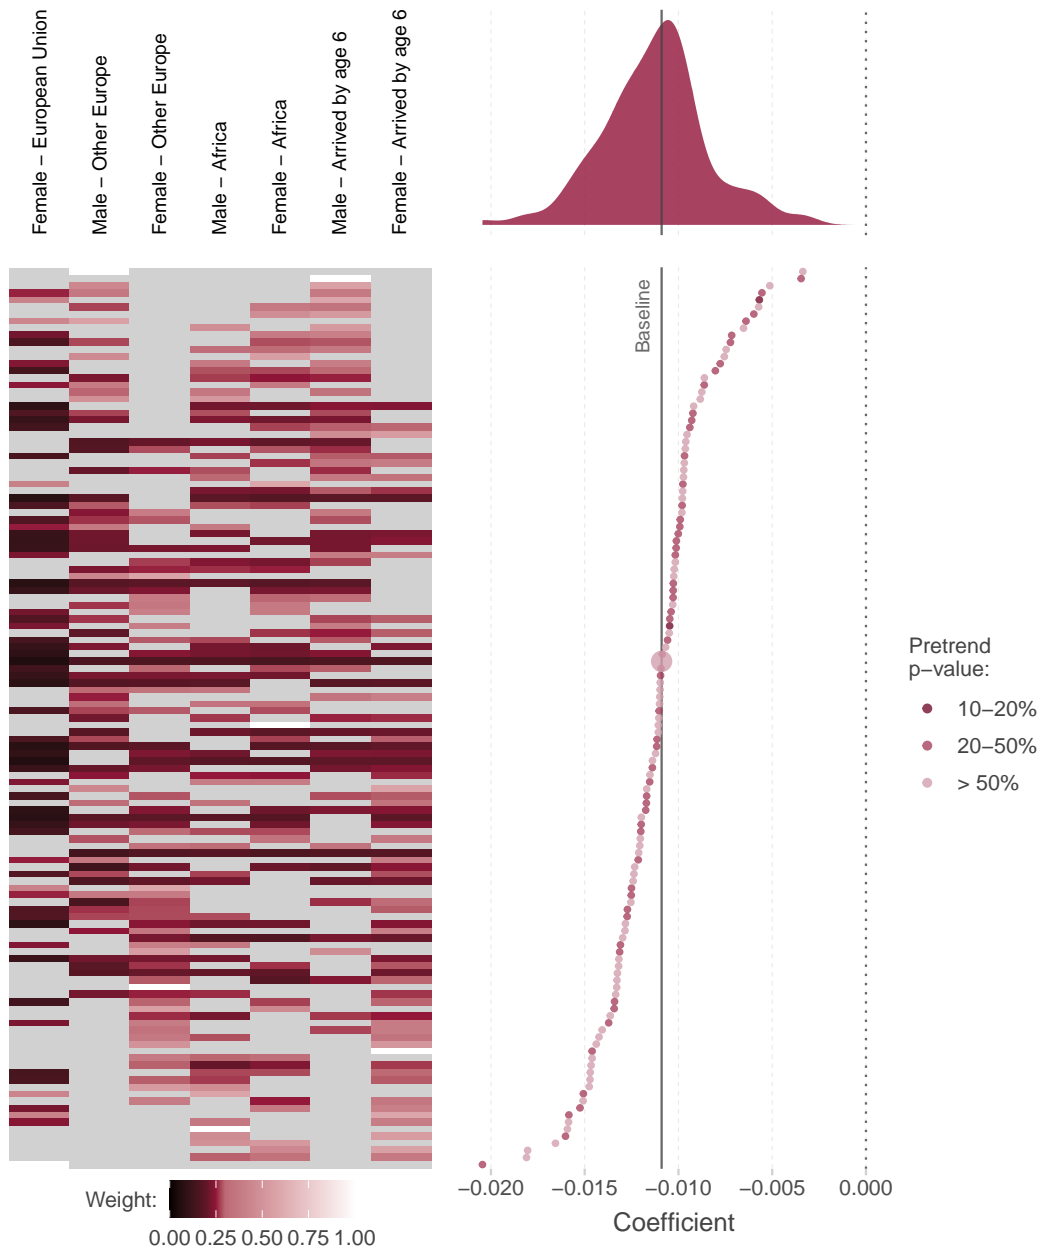 Female – European Union
Male – Other Europe
Female – Other Europe
Male – Africa
Female – Africa
Male – Arrived by age 6
Female – Arrived by age 6
Baseline
Pretrend
p−value:
10−20%
20−50%
> 50%
−0.020 −0.015 −0.010 −0.005 0.000
Coefficient
Weight:
0.00 0.25 0.50 0.75 1.00